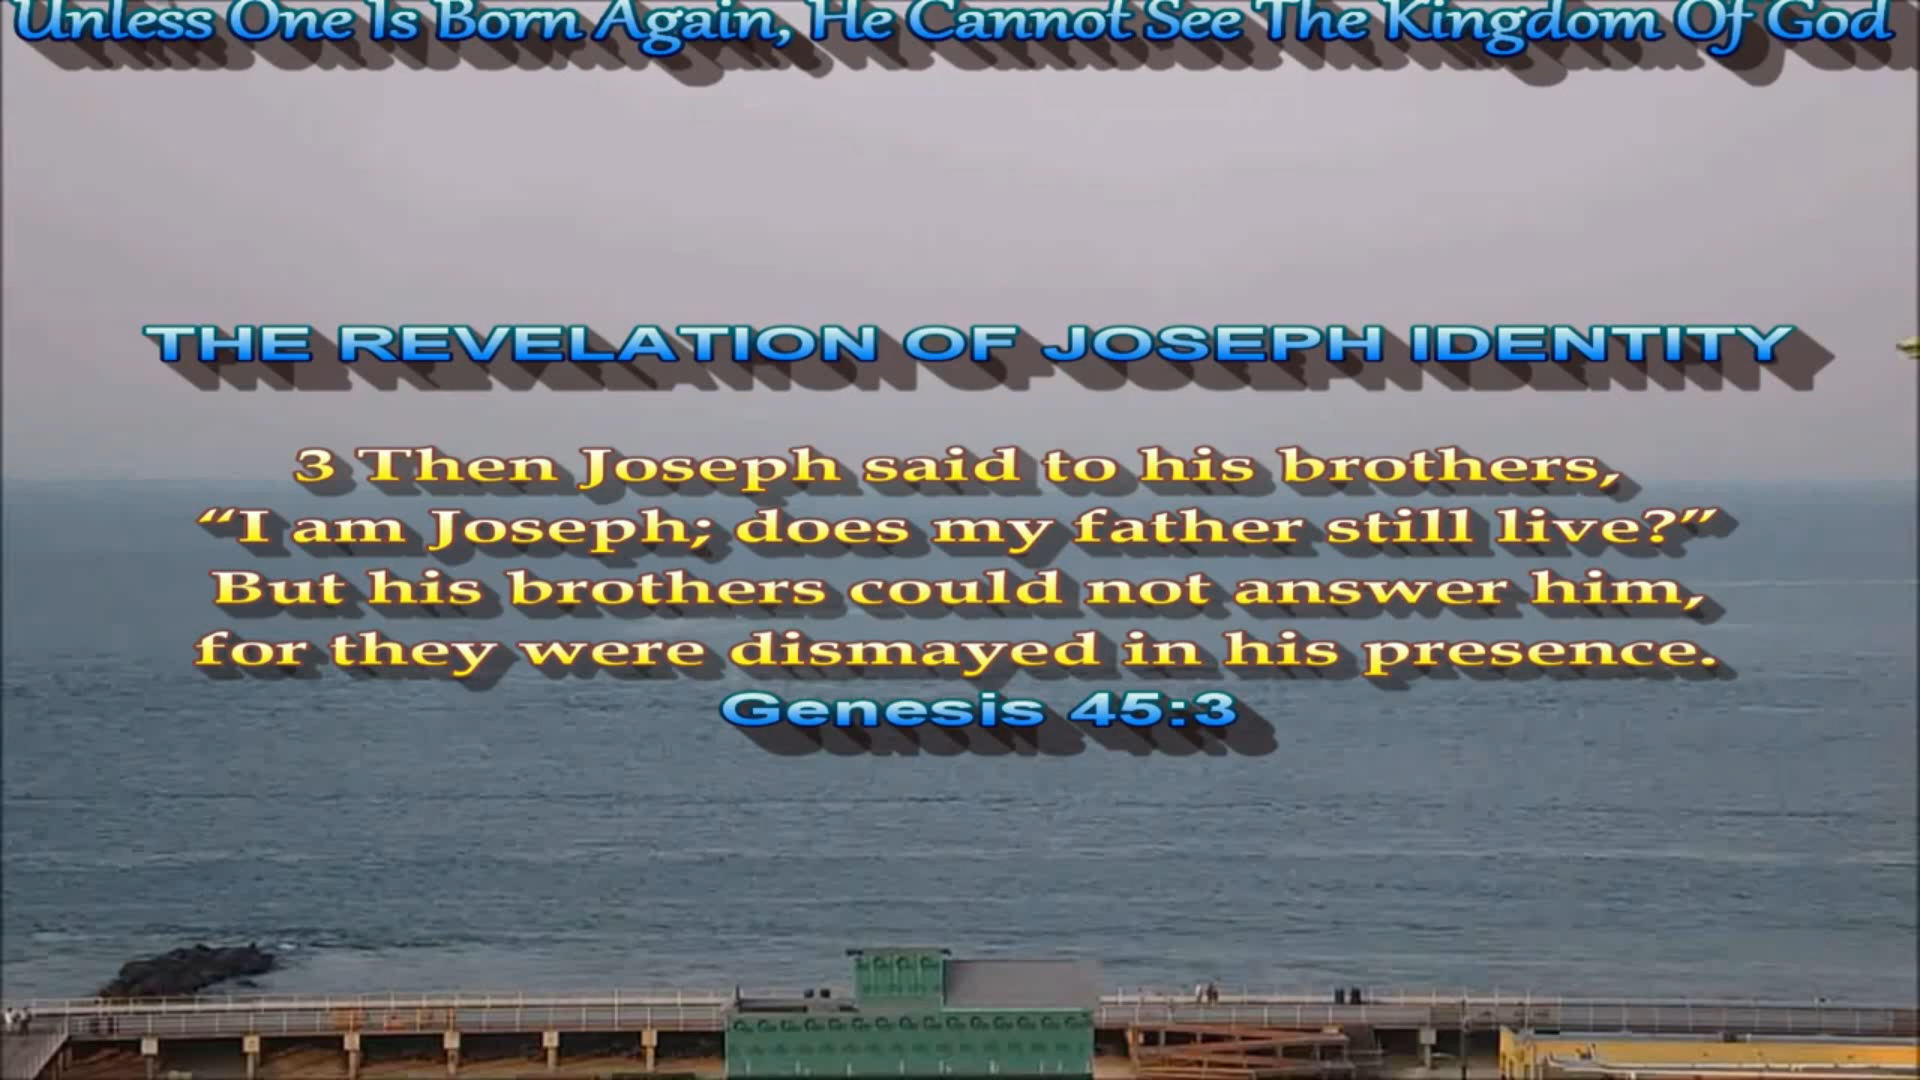 Unless One Is Born Again, He Cannot See The Kingdom Of God
THE REVELATION OF JOSEPH IDENTITY
3 Then Joseph said to his brothers,
“I am Joseph; does my father still live?”
But his brothers could not answer him,
for they were dismayed in his presence.
Genesis 45:3